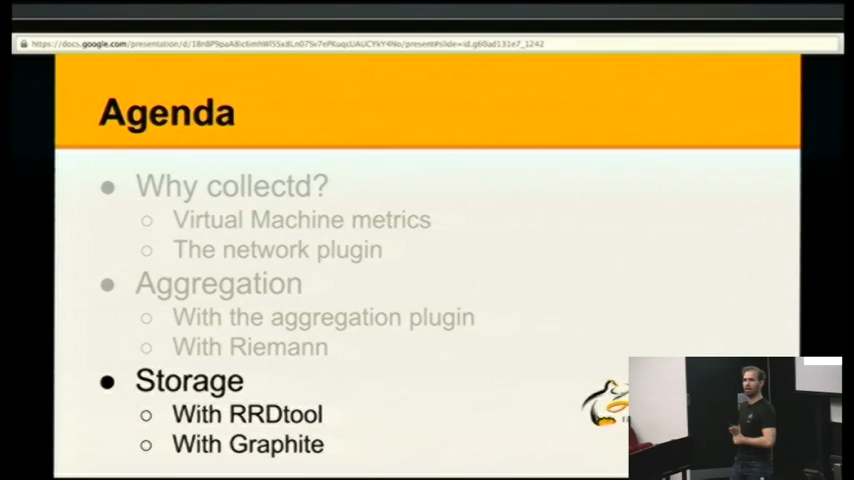 Agenda
● Why collectd?
○ Virtual Machine metrics
○ The network plugin
● Aggregation
○ With the aggregation plugin
○ With Riemann
● Storage
○ With RRDtool
○ With Graphite